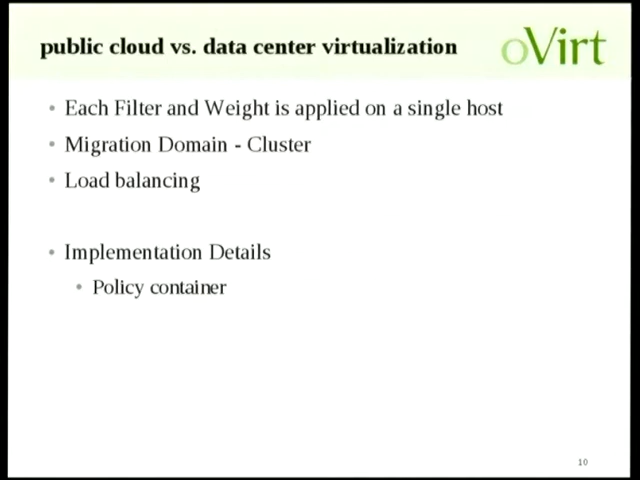 public cloud vs. data center virtualization
oVirt
Each Filter and Weight is applied on a single host
Migration Domain - Cluster
Load balancing
Implementation Details
Policy container
10